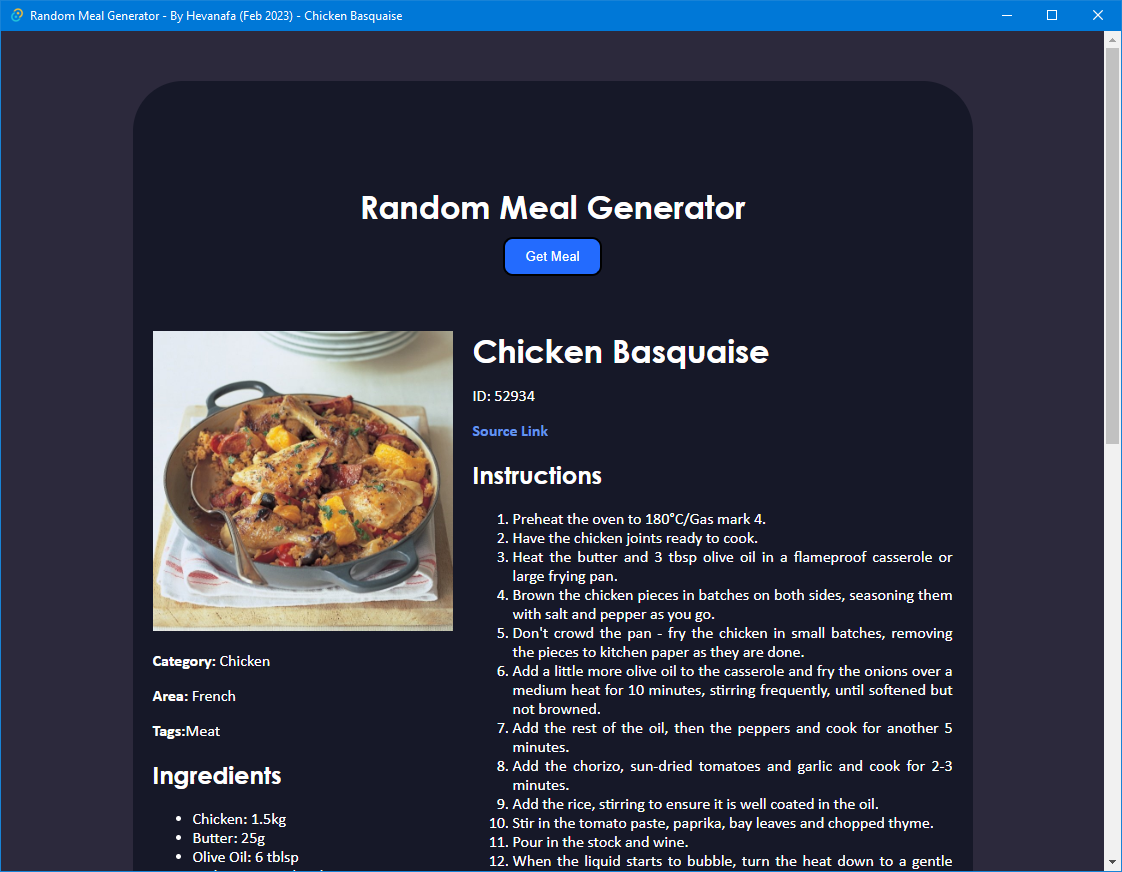 Random Meal Generator - By Hevanafa (Feb 2023) - Chicken Basquaise
Random Meal Generator
Get Meal
Category: Chicken
Area: French
Tags:Meat
Ingredients
• Chicken: 1.5kg
• Butter: 25g
• Olive Oil: 6 tblsp
Chicken Basquaise
ID: 52934
Source Link
Instructions
1. Preheat the oven to 180°C/Gas mark 4.
2. Have the chicken joints ready to cook.
3. Heat the butter and 3 tbsp olive oil in a flameproof casserole or
large frying pan.
4. Brown the chicken pieces in batches on both sides, seasoning them
with salt and pepper as you go.
5. Don't crowd the pan - fry the chicken in small batches, removing
the pieces to kitchen paper as they are done.
6. Add a little more olive oil to the casserole and fry the onions over a
medium heat for 10 minutes, stirring frequently, until softened but
not browned.
7. Add the rest of the oil, then the peppers and cook for another 5
minutes.
8. Add the chorizo, sun-dried tomatoes and garlic and cook for 2-3
minutes.
9. Add the rice, stirring to ensure it is well coated in the oil.
10. Stir in the tomato paste, paprika, bay leaves and chopped thyme.
11. Pour in the stock and wine.
12. When the liquid starts to bubble, turn the heat down to a gentle